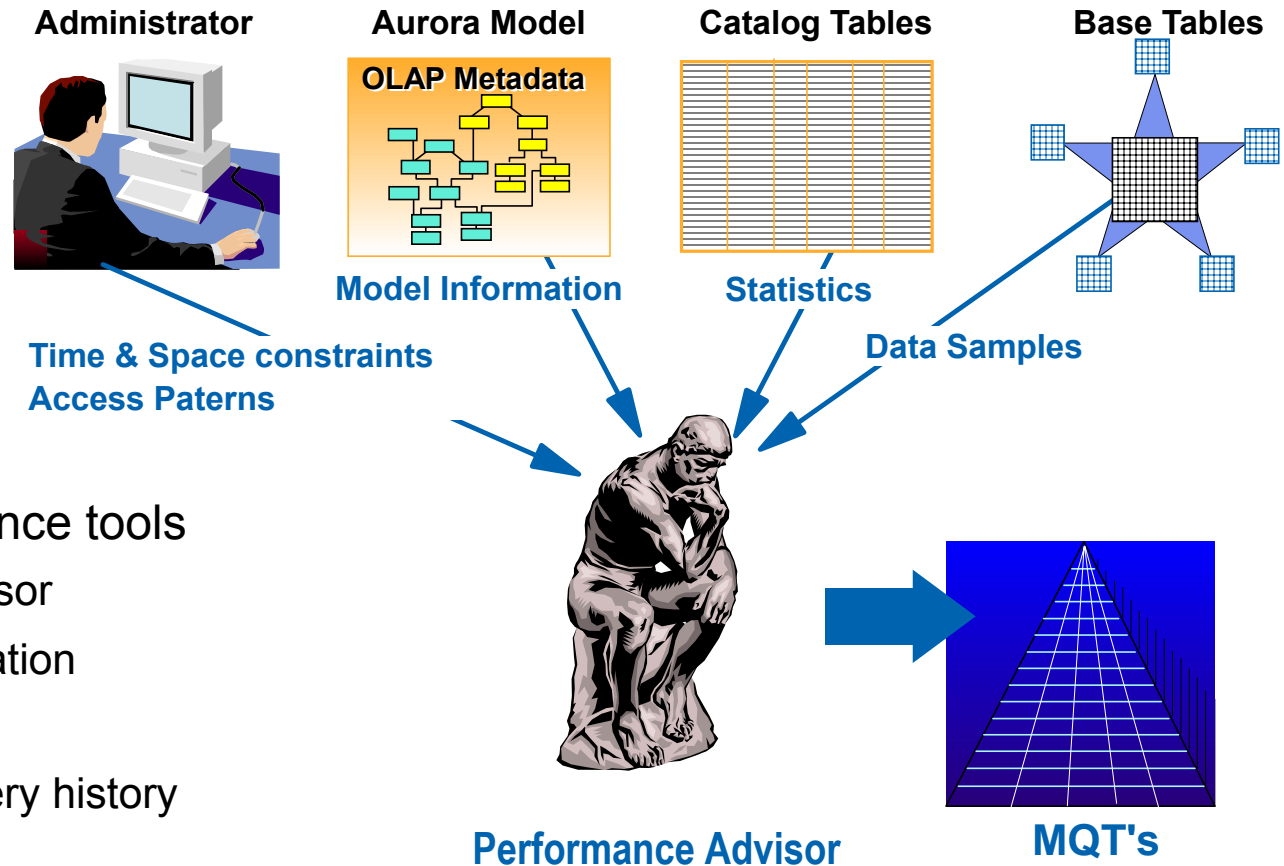 Administrator
Aurora Model
Catalog Tables
Base Tables
OLAP Metadata
Model Information
Statistics
Time & Space constraints
Access Paterns
Data Samples
nce tools
sor
ation
ery history
Performance Advisor
MQT's